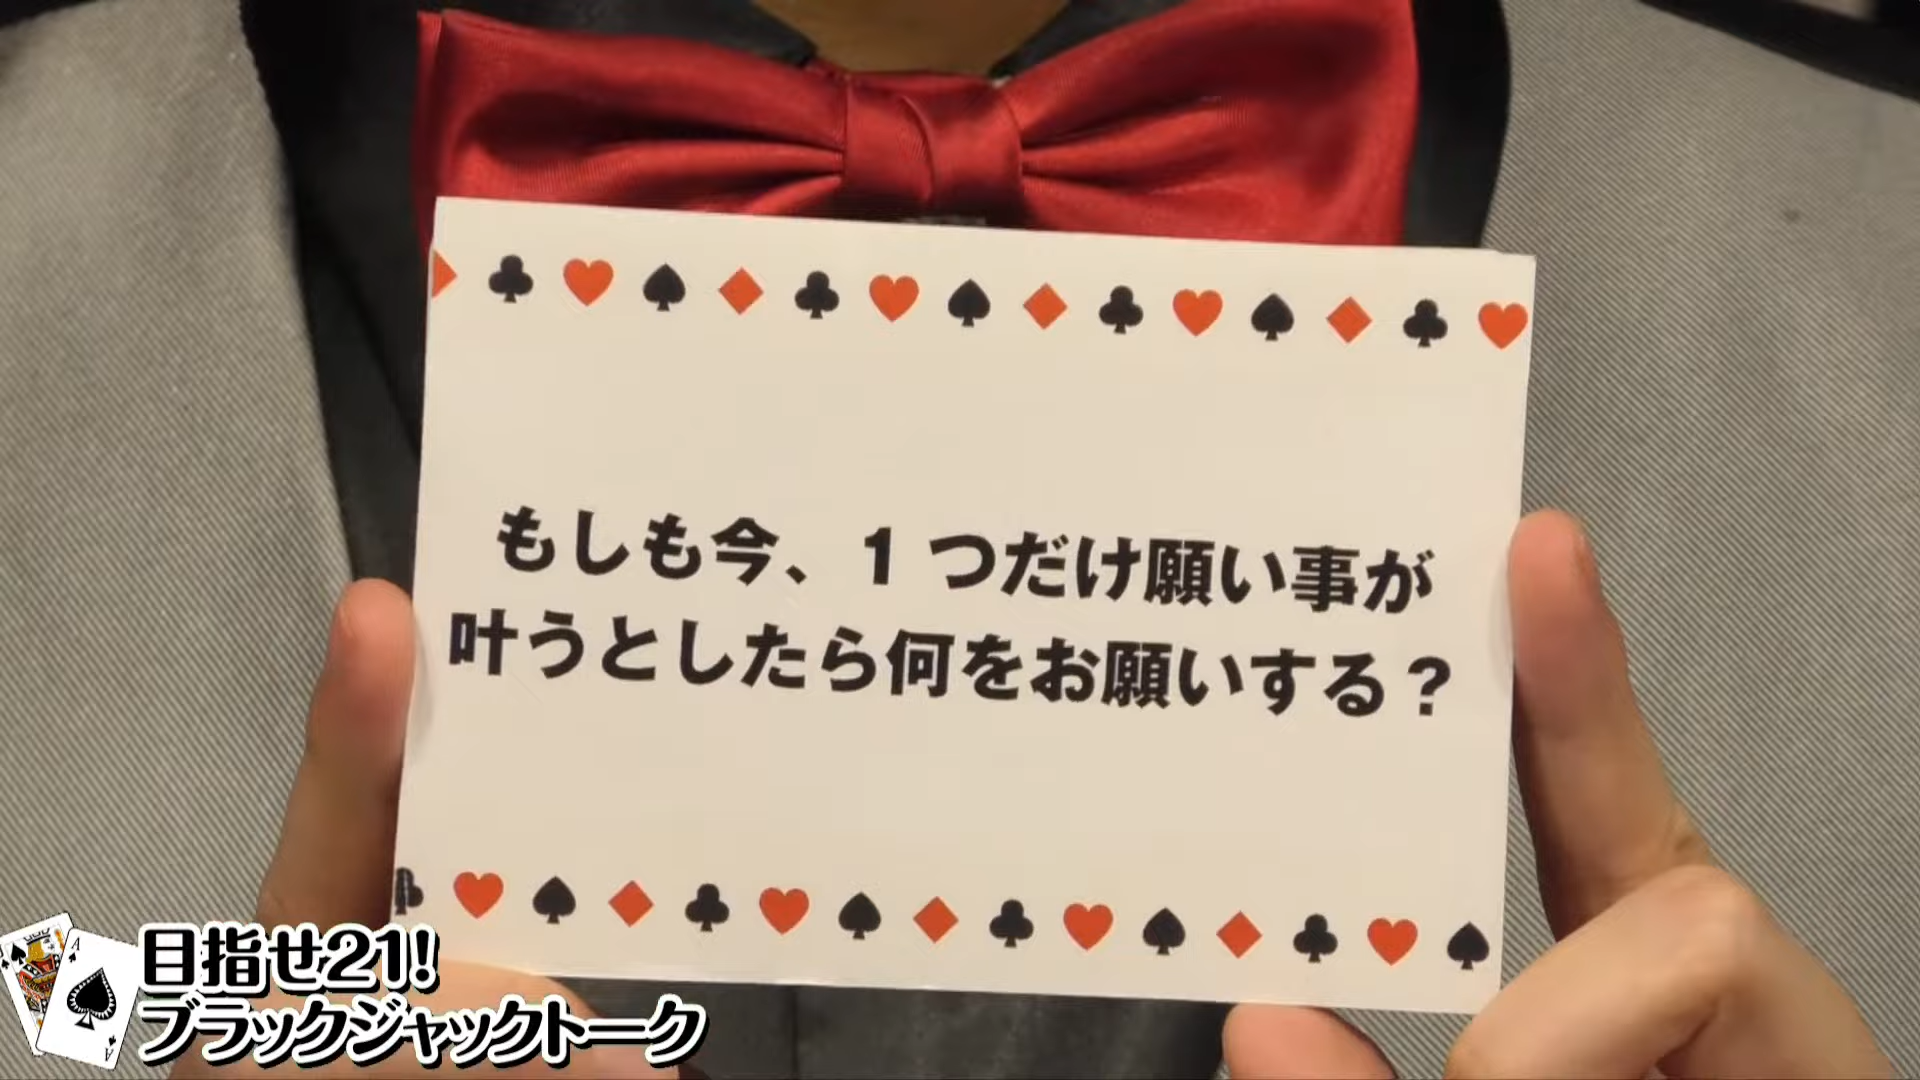 もしも今、1つだけ願い事が
叶うとしたら何をお願いする？
目指せ21!
ブラックジャックトーク
A
A